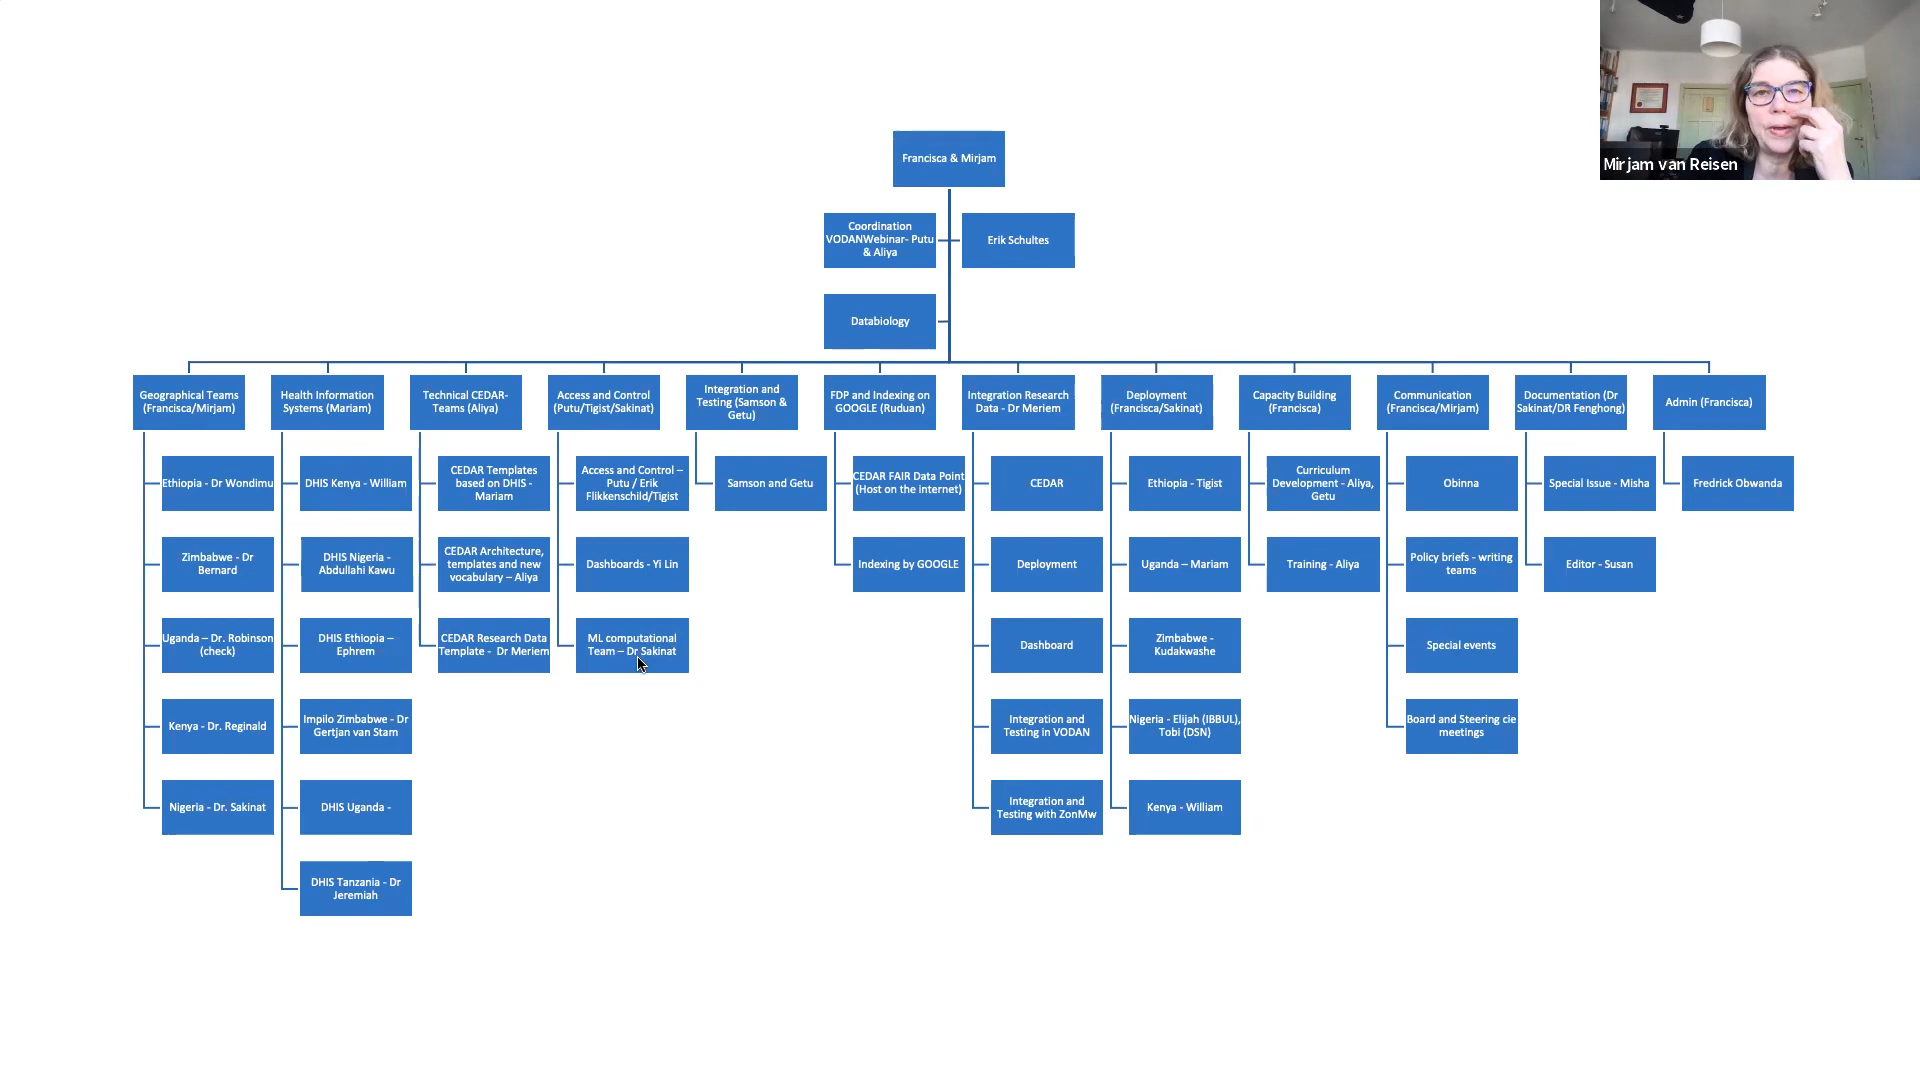 Mirjam van Reisen
Francisca & Mirjam
Coordination
VODANWebinar- Putu
& Aliya
Erik Schultes
Databiology
Geographical Teams
(Francisca/Mirjam)
Health Information
Systems (Mariam)
Technical CEDAR-
Teams (Aliya)
Access and Control
(Putu/Tigist/Sakinat)
Integration and
Testing (Samson &
Getu)
FDP and Indexing on
GOOGLE (Ruduan)
Integration Research
Data - Dr Meriem
Deployment
(Francisca/Sakinat)
Capacity Building
(Francisca)
Communication
(Francisca/Mirjam)
Documentation (Dr
Sakinat/DR Fenghong)
Admin (Francisca)
Ethiopia - Dr Wondimu
Zimbabwe - Dr
Bernard
Uganda – Dr. Robinson
(check)
Kenya - Dr. Reginald
Nigeria - Dr. Sakinat
DHIS Kenya - William
DHIS Nigeria -
Abdullahi Kawu
DHIS Ethiopia –
Ephrem
Impilo Zimbabwe - Dr
Gertjan van Stam
DHIS Uganda -
DHIS Tanzania - Dr
Jeremiah
CEDAR Templates
based on DHIS -
Mariam
CEDAR Architecture,
templates and new
vocabulary – Aliya
CEDAR Research Data
Template - Dr Meriem
Access and Control –
Putu / Erik
Flikkenschild/Tigist
Dashboards - Yi Lin
ML computational
Team – Dr Sakinat
Samson and Getu
CEDAR FAIR Data Point
(Host on the internet)
Indexing by GOOGLE
CEDAR
Deployment
Dashboard
Integration and
Testing in VODAN
Integration and
Testing with ZonMw
Ethiopia - Tigist
Uganda – Mariam
Zimbabwe -
Kudakwashe
Nigeria - Elijah (IBBUL),
Tobi (DSN)
Kenya - William
Curriculum
Development - Aliya,
Getu
Training - Aliya
Obinna
Policy briefs - writing
teams
Special events
Board and Steering cie
meetings
Special Issue - Misha
Editor - Susan
Fredrick Obwanda